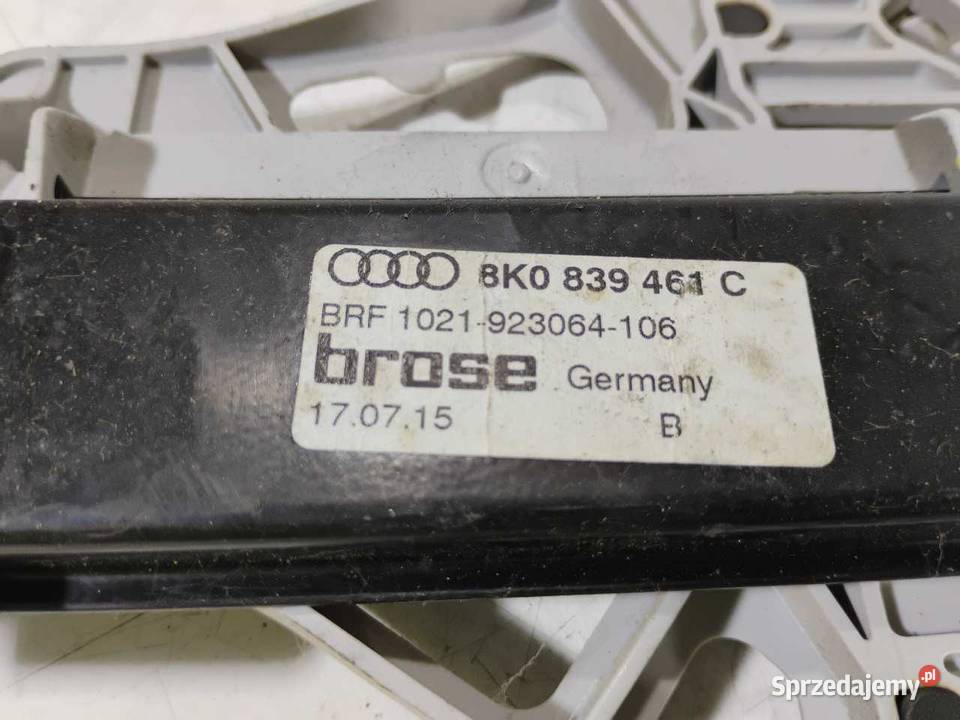 8K0 839 461 C
BRF 1021-923064-106
brose Germany
17.07.15 B
Sprzedajemy.pl